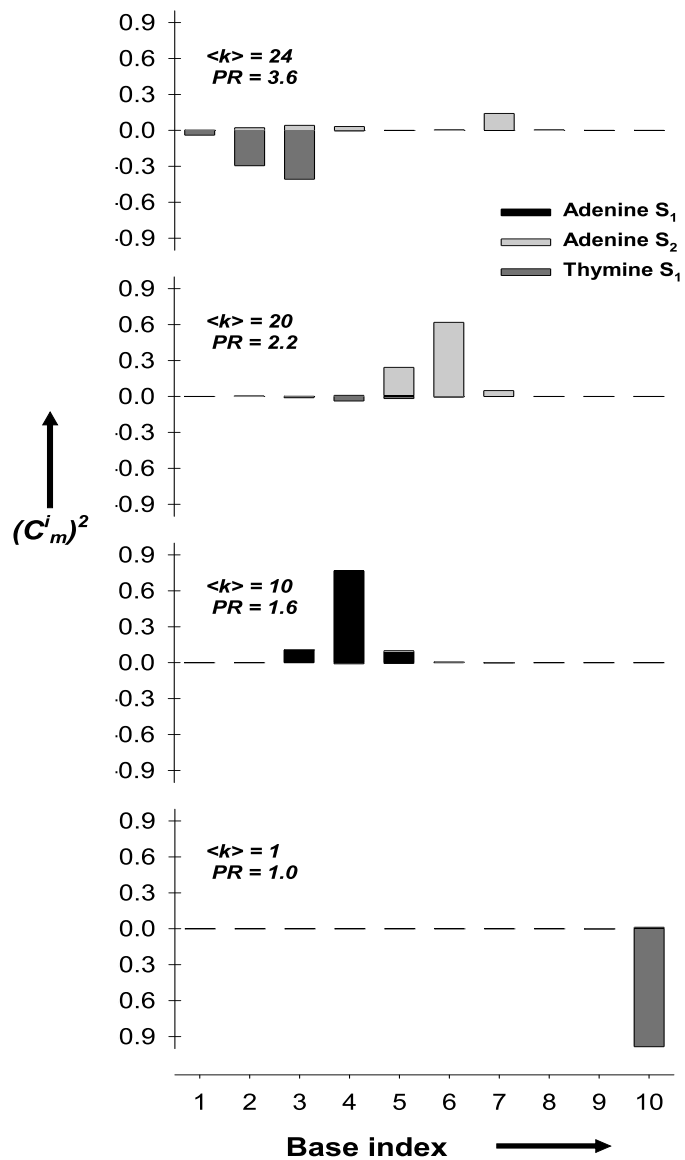 0.9
0.6
0.3
0.0
-0.3
-0.6
-0.9
<k> = 24
PR = 3.6
Adenine S1
Adenine S2
Thymine S1
0.9
0.6
0.3
0.0
-0.3
-0.6
-0.9
<k> = 20
PR = 2.2
(C^i_m)^2
0.9
0.6
0.3
0.0
-0.3
-0.6
-0.9
<k> = 10
PR = 1.6
0.9
0.6
0.3
0.0
0.3
0.6
0.9
<k> = 1
PR = 1.0
1 2 3 4 5 6 7 8 9 10
Base index